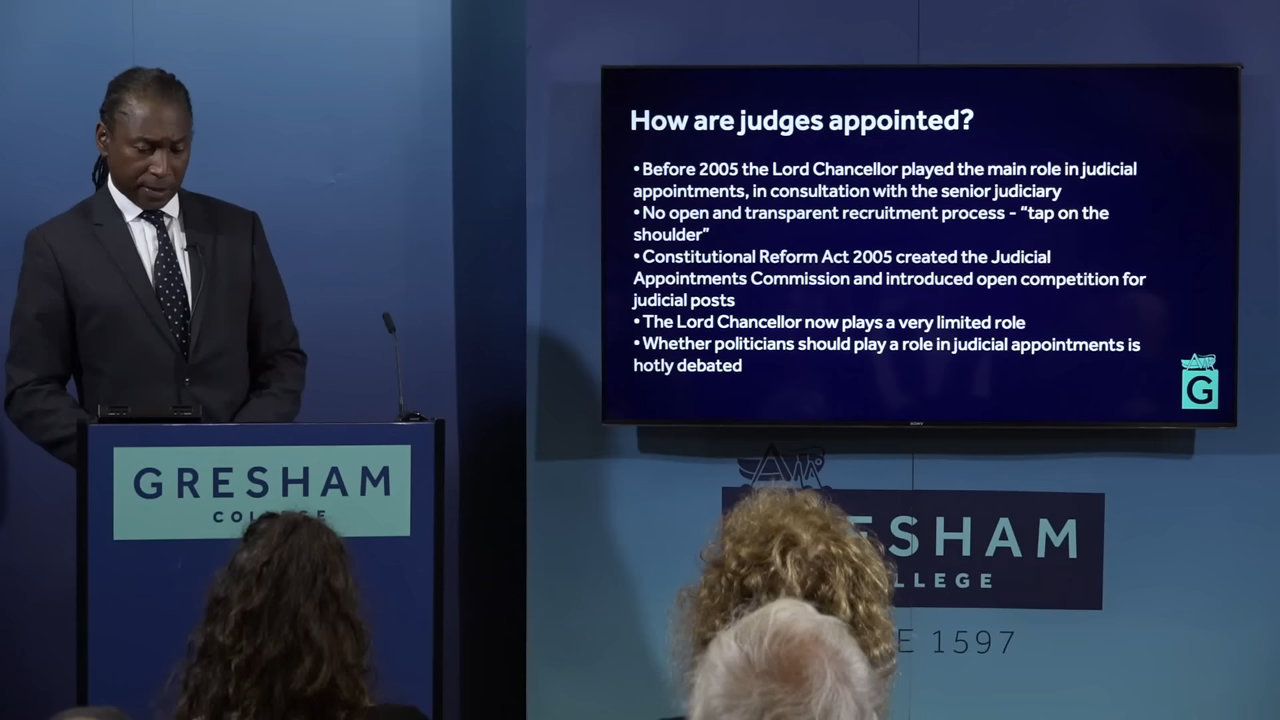 How are judges appointed?
• Before 2005 the Lord Chancellor played the main role in judicial
appointments, in consultation with the senior judiciary
• No open and transparent recruitment process - “tap on the
shoulder”
• Constitutional Reform Act 2005 created the Judicial
Appointments Commission and introduced open competition for
judicial posts
• The Lord Chancellor now plays a very limited role
• Whether politicians should play a role in judicial appointments is
hotly debated
G
SONY
GRESHAM
COLLEGE
ESHAM
LLEGE
E 1597